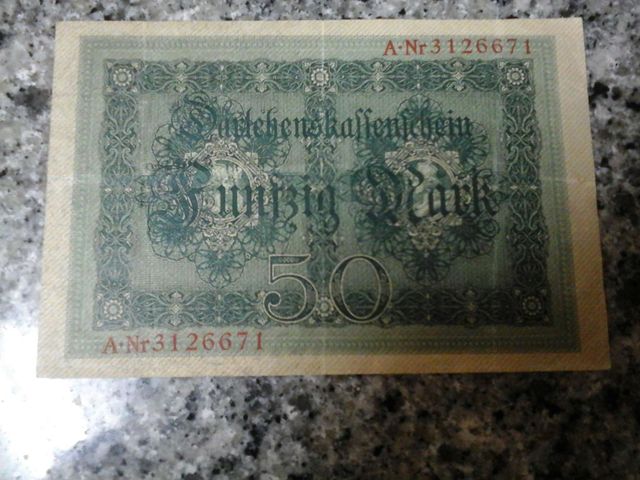 A·Nr3126671
Darlehenskassenschein
Fünfzig Mark
50
A·Nr3126671